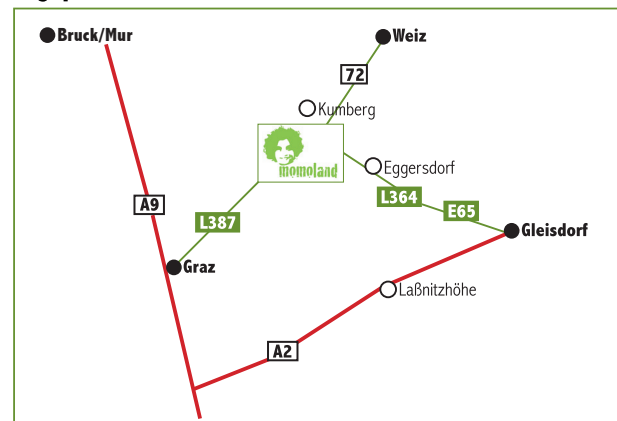 Bruck/Mur
Weiz
72
Kumberg
momoland
Eggersdorf
L364
A9
L387
E65
Gleisdorf
Graz
Laßnitzhöhe
A2